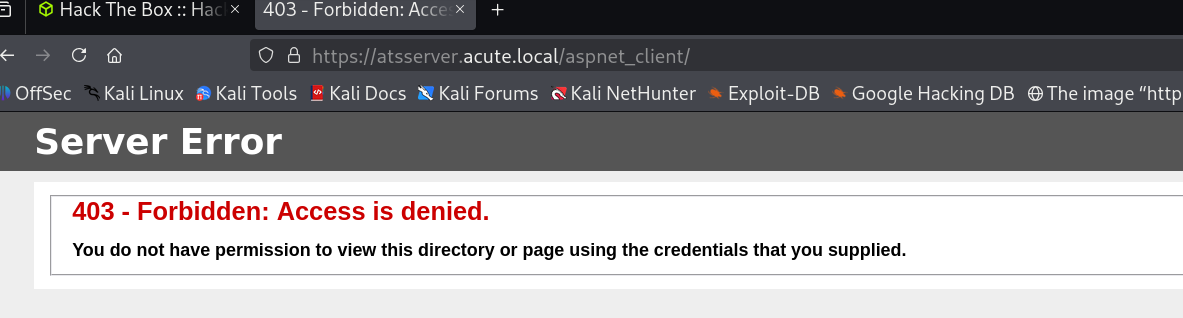 Hack The Box :: Hac
403 - Forbidden: Acces
https://atsserver.acute.local/aspnet_client/
OffSec Kali Linux Kali Tools Kali Docs Kali Forums Kali NetHunter Exploit-DB Google Hacking DB The image “http
Server Error
403 - Forbidden: Access is denied.
You do not have permission to view this directory or page using the credentials that you supplied.